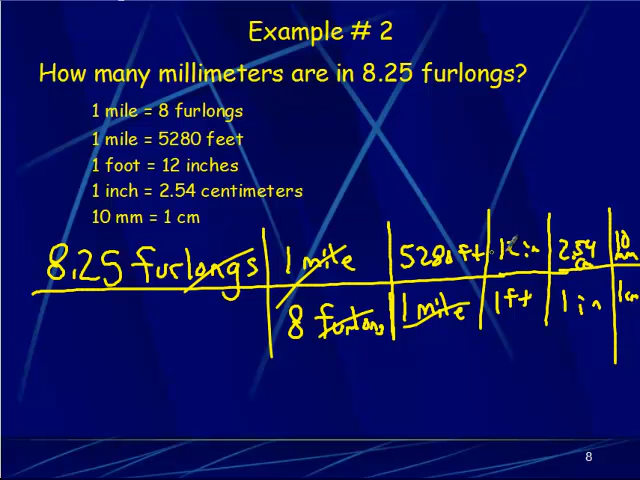 Example # 2
How many millimeters are in 8.25 furlongs?
1 mile = 8 furlongs
1 mile = 5280 feet
1 foot = 12 inches
1 inch = 2.54 centimeters
10 mm = 1 cm
8.25 furlongs 1 mile 5280 ft in 2.54 cm 10 mm
8 furlong 1 mile 1 ft 1 in 1 cm
8